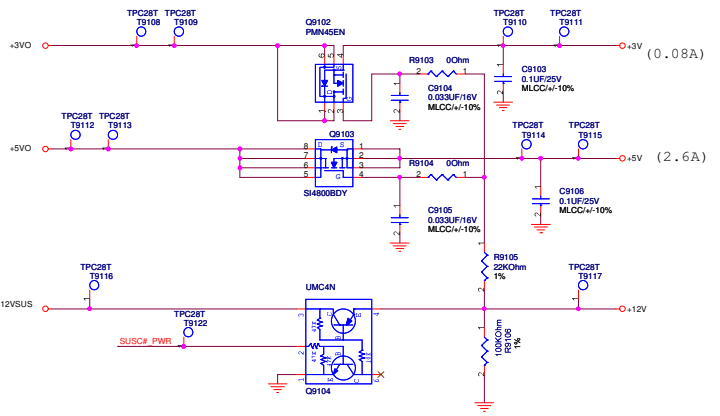 TPC28T
T9108
TPC28T
T9109
Q9102
PMN45EN
TPC28T
T9110
TPC28T
T9111
+3VO
+3V
(0.08A)
R9103
0Ohm
C9104
0.033UF/16V
MLCC/+/-10%
C9103
0.1UF/25V
MLCC/+/-10%
TPC28T
T9112
TPC28T
T9113
Q9103
TPC28T
T9114
TPC28T
T9115
+5VO
+5V
(2.6A)
SI4800BDY
R9104
0Ohm
C9105
0.033UF/16V
MLCC/+/-10%
C9106
0.1UF/25V
MLCC/+/-10%
R9105
22KOhm
1%
TPC28T
T9116
UMC4N
TPC28T
T9117
12VSUS
+12V
TPC28T
T9122
SUSC#_PWR
47K
47K
10K
100KOhm
R9106
1%
Q9104